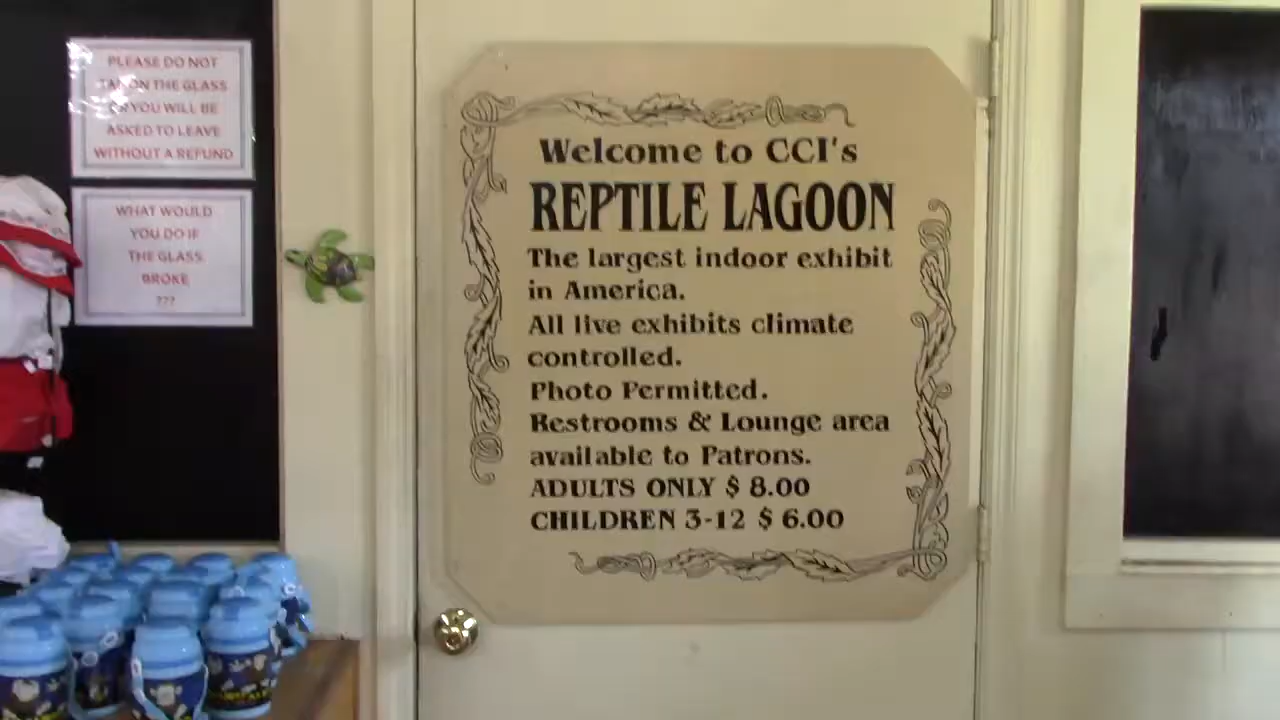 PLEASE DO NOT
TAP ON THE GLASS
OR YOU WILL BE
ASKED TO LEAVE
WITHOUT A REFUND
WHAT WOULD
YOU DO IF
THE GLASS
BROKE
???
Welcome to CCI's
REPTILE LAGOON
The largest indoor exhibit
in America.
All live exhibits climate
controlled.
Photo Permitted.
Restrooms & Lounge area
available to Patrons.
ADULTS ONLY $ 8.00
CHILDREN 3-12 $ 6.00